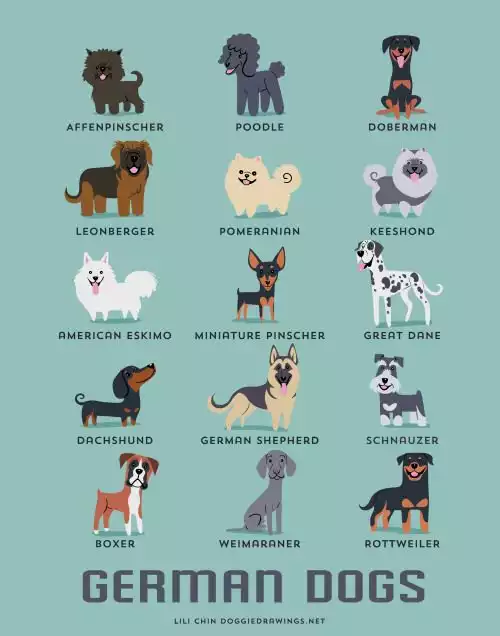 AFFENPINSCHER
POODLE
DOBERMAN
LEONBERGER
POMERANIAN
KEESHOND
AMERICAN ESKIMO
MINIATURE PINSCHER
GREAT DANE
DACHSHUND
GERMAN SHEPHERD
SCHNAUZER
BOXER
WEIMARANER
ROTTWEILER
GERMAN DOGS
LILI CHIN DOGGIEDRAWINGS.NET